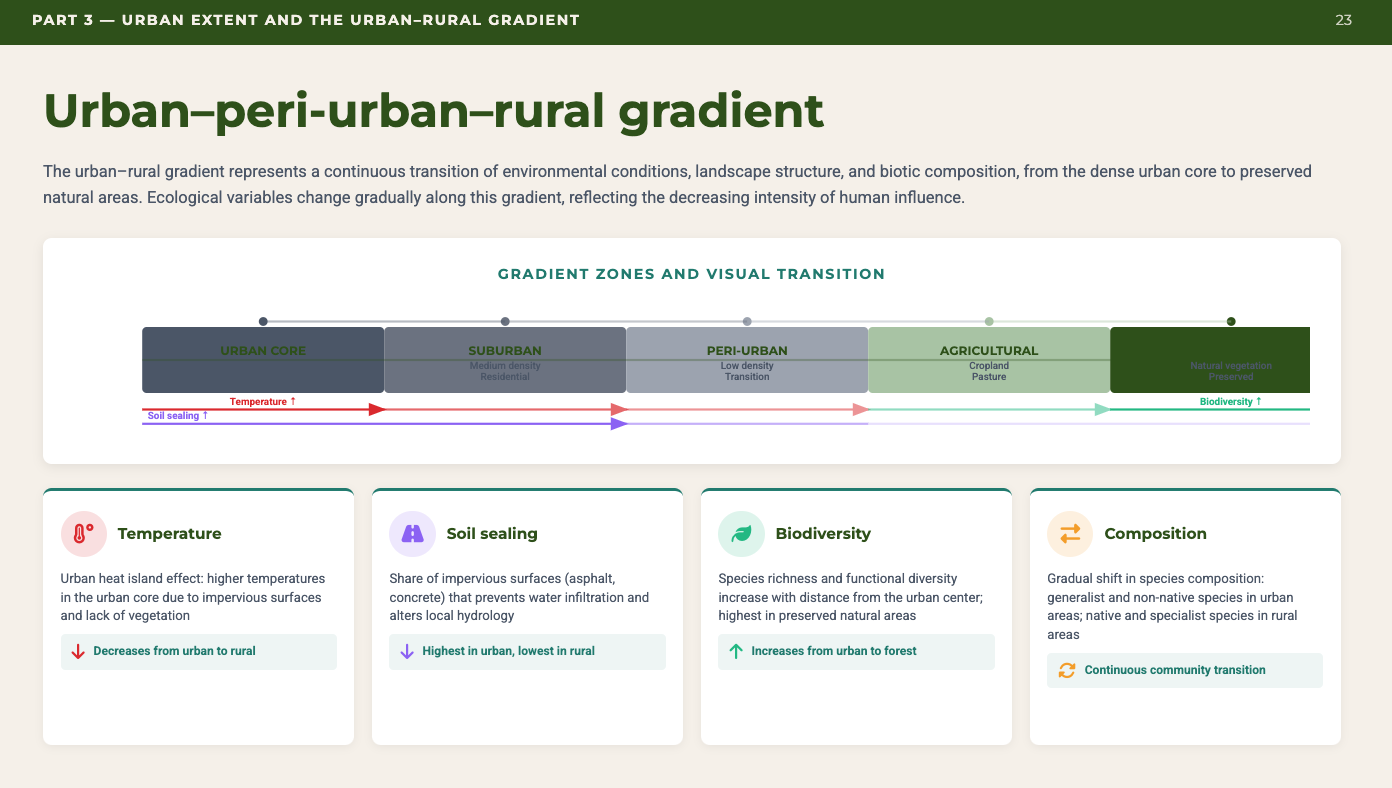 PART 3 — URBAN EXTENT AND THE URBAN–RURAL GRADIENT
23
Urban–peri-urban–rural gradient
The urban–rural gradient represents a continuous transition of environmental conditions, landscape structure, and biotic composition, from the dense urban core to preserved
natural areas. Ecological variables change gradually along this gradient, reflecting the decreasing intensity of human influence.
GRADIENT ZONES AND VISUAL TRANSITION
URBAN CORE
SUBURBAN
Medium density
Residential
PERI-URBAN
Low density
Transition
AGRICULTURAL
Cropland
Pasture
Natural vegetation
Preserved
Temperature ↑
Soil sealing ↑
Biodiversity ↑
Temperature
Urban heat island effect: higher temperatures
in the urban core due to impervious surfaces
and lack of vegetation
Decreases from urban to rural
Soil sealing
Share of impervious surfaces (asphalt,
concrete) that prevents water infiltration and
alters local hydrology
Highest in urban, lowest in rural
Biodiversity
Species richness and functional diversity
increase with distance from the urban center;
highest in preserved natural areas
Increases from urban to forest
Composition
Gradual shift in species composition:
generalist and non-native species in urban
areas; native and specialist species in rural
areas
Continuous community transition